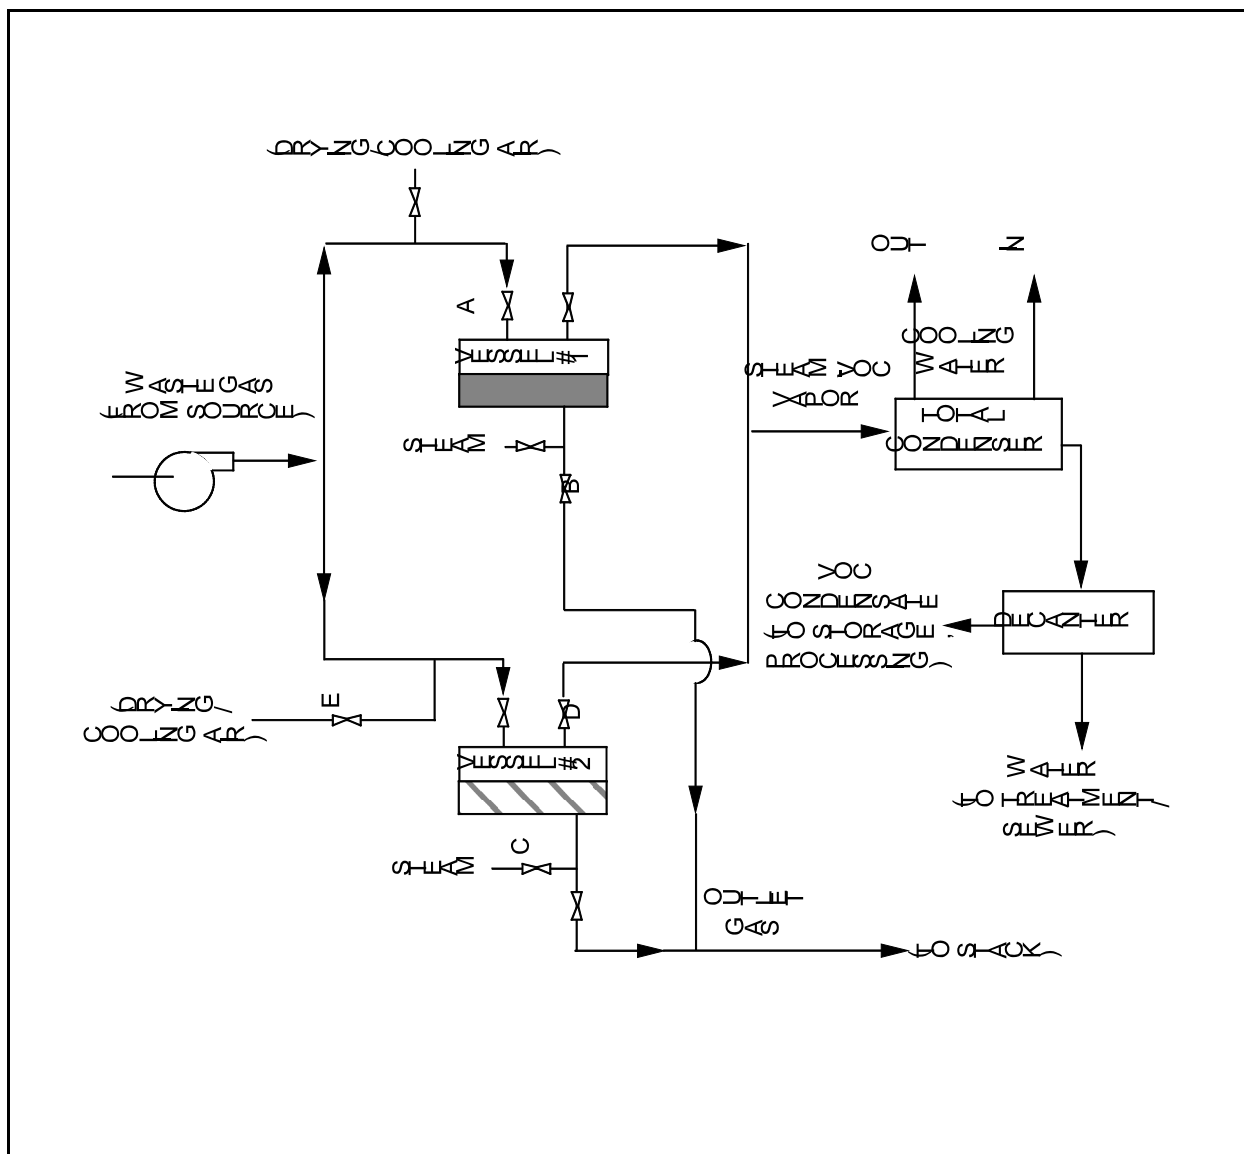 (DRYING/COOLING AIR)
OUT
IN
A
COOLING
WATER
VESSEL #1
STEAM/VOC
VAPOR
WASTE GAS
(FROM SOURCE)
TOTAL
CONDENSER
STEAM
B
VOC
CONDENSATE
(TO STORAGE,
PROCESSING)
DECANTER
(DRYING/
COOLING AIR)
E
D
VESSEL #2
WATER
(TO TREATMENT/
SEWER)
STEAM
C
OUTLET
GAS
(TO STACK)